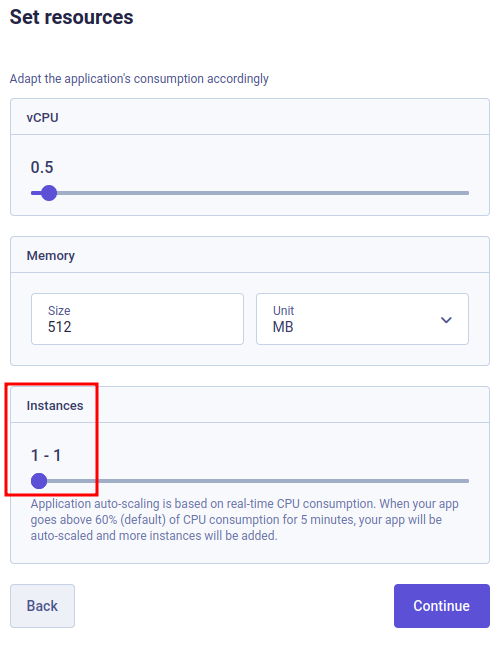 Set resources
Adapt the application's consumption accordingly
vCPU
0.5
Memory
Size
512
Unit
MB
Instances
1 - 1
Application auto-scaling is based on real-time CPU consumption. When your app
goes above 60% (default) of CPU consumption for 5 minutes, your app will be
auto-scaled and more instances will be added.
Back
Continue